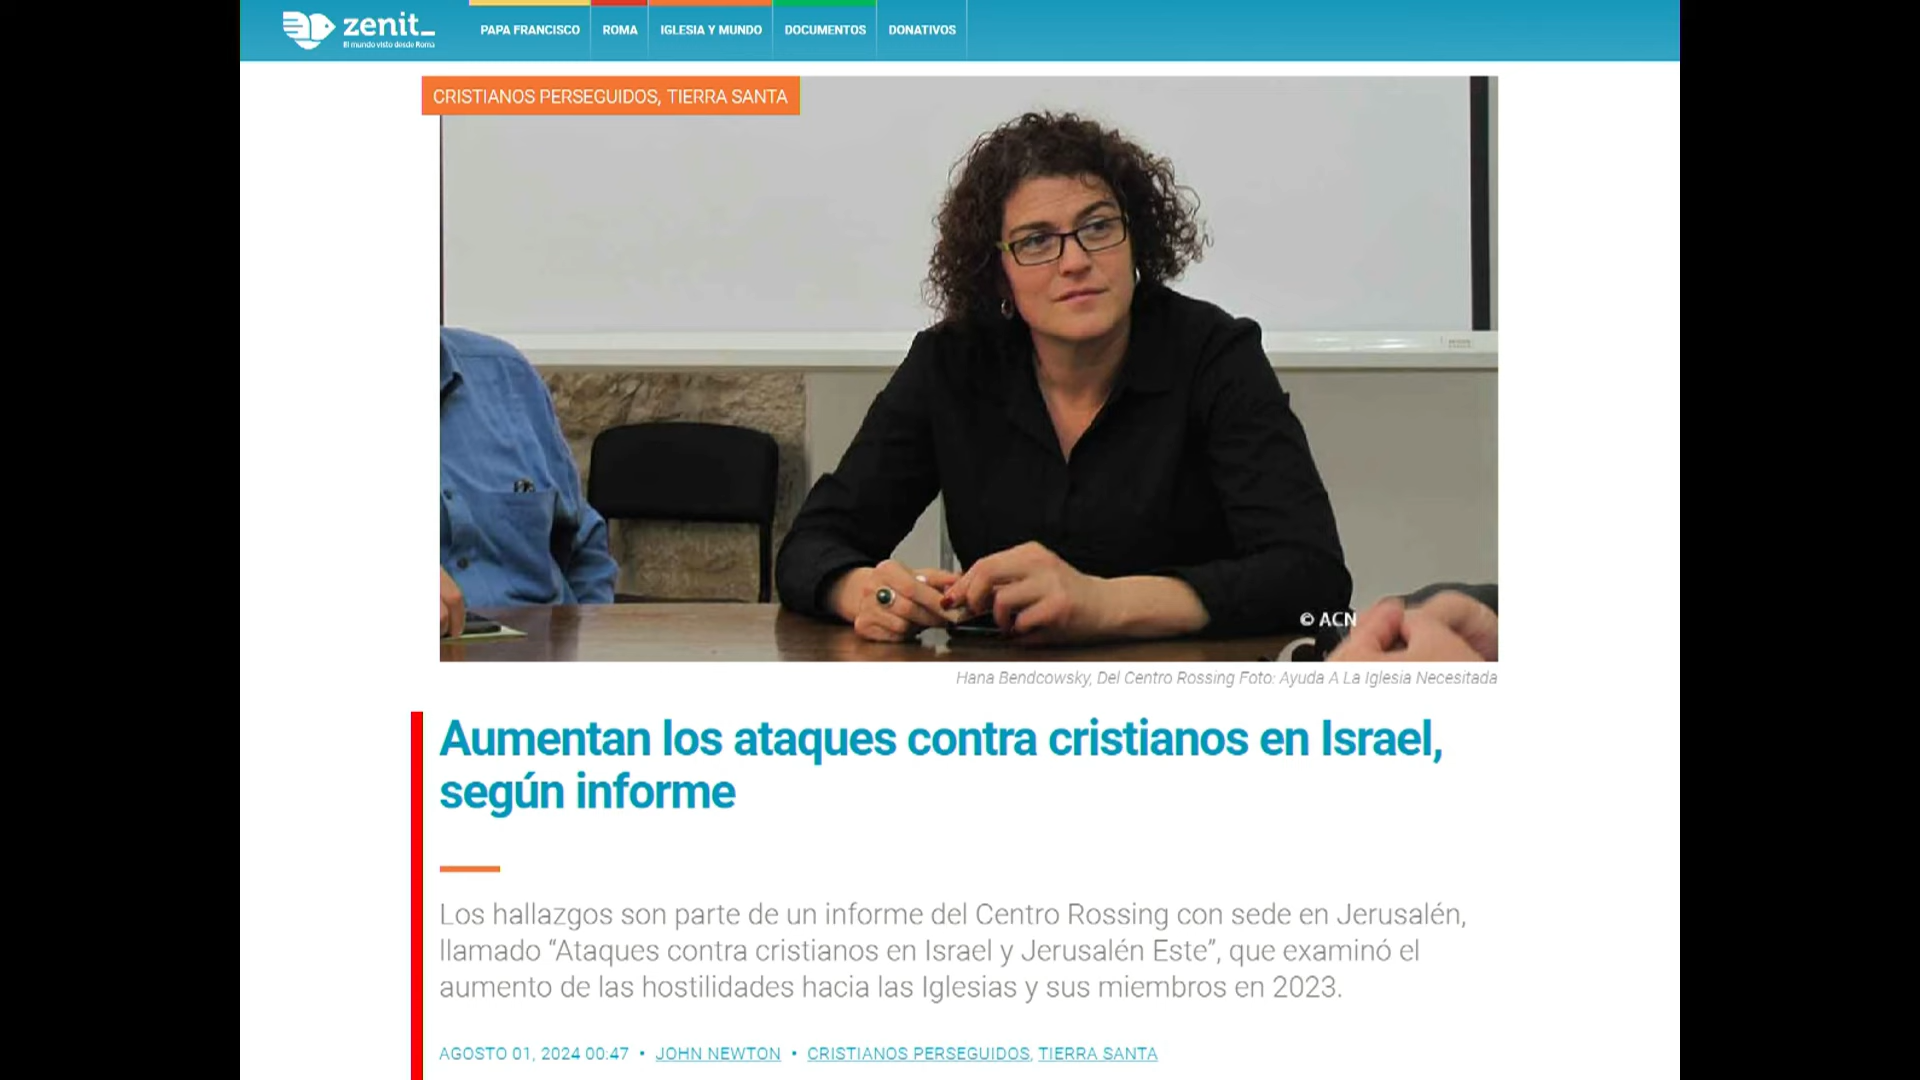 zenit_
El mundo visto desde Roma
PAPA FRANCISCO
ROMA
IGLESIA Y MUNDO
DOCUMENTOS
DONATIVOS
CRISTIANOS PERSEGUIDOS, TIERRA SANTA
© ACN
Hana Bendcowsky, Del Centro Rossing Foto: Ayuda A La Iglesia Necesitada
Aumentan los ataques contra cristianos en Israel,
según informe
Los hallazgos son parte de un informe del Centro Rossing con sede en Jerusalén,
llamado “Ataques contra cristianos en Israel y Jerusalén Este”, que examinó el
aumento de las hostilidades hacia las Iglesias y sus miembros en 2023.
AGOSTO 01, 2024 00:47 • JOHN NEWTON • CRISTIANOS PERSEGUIDOS, TIERRA SANTA